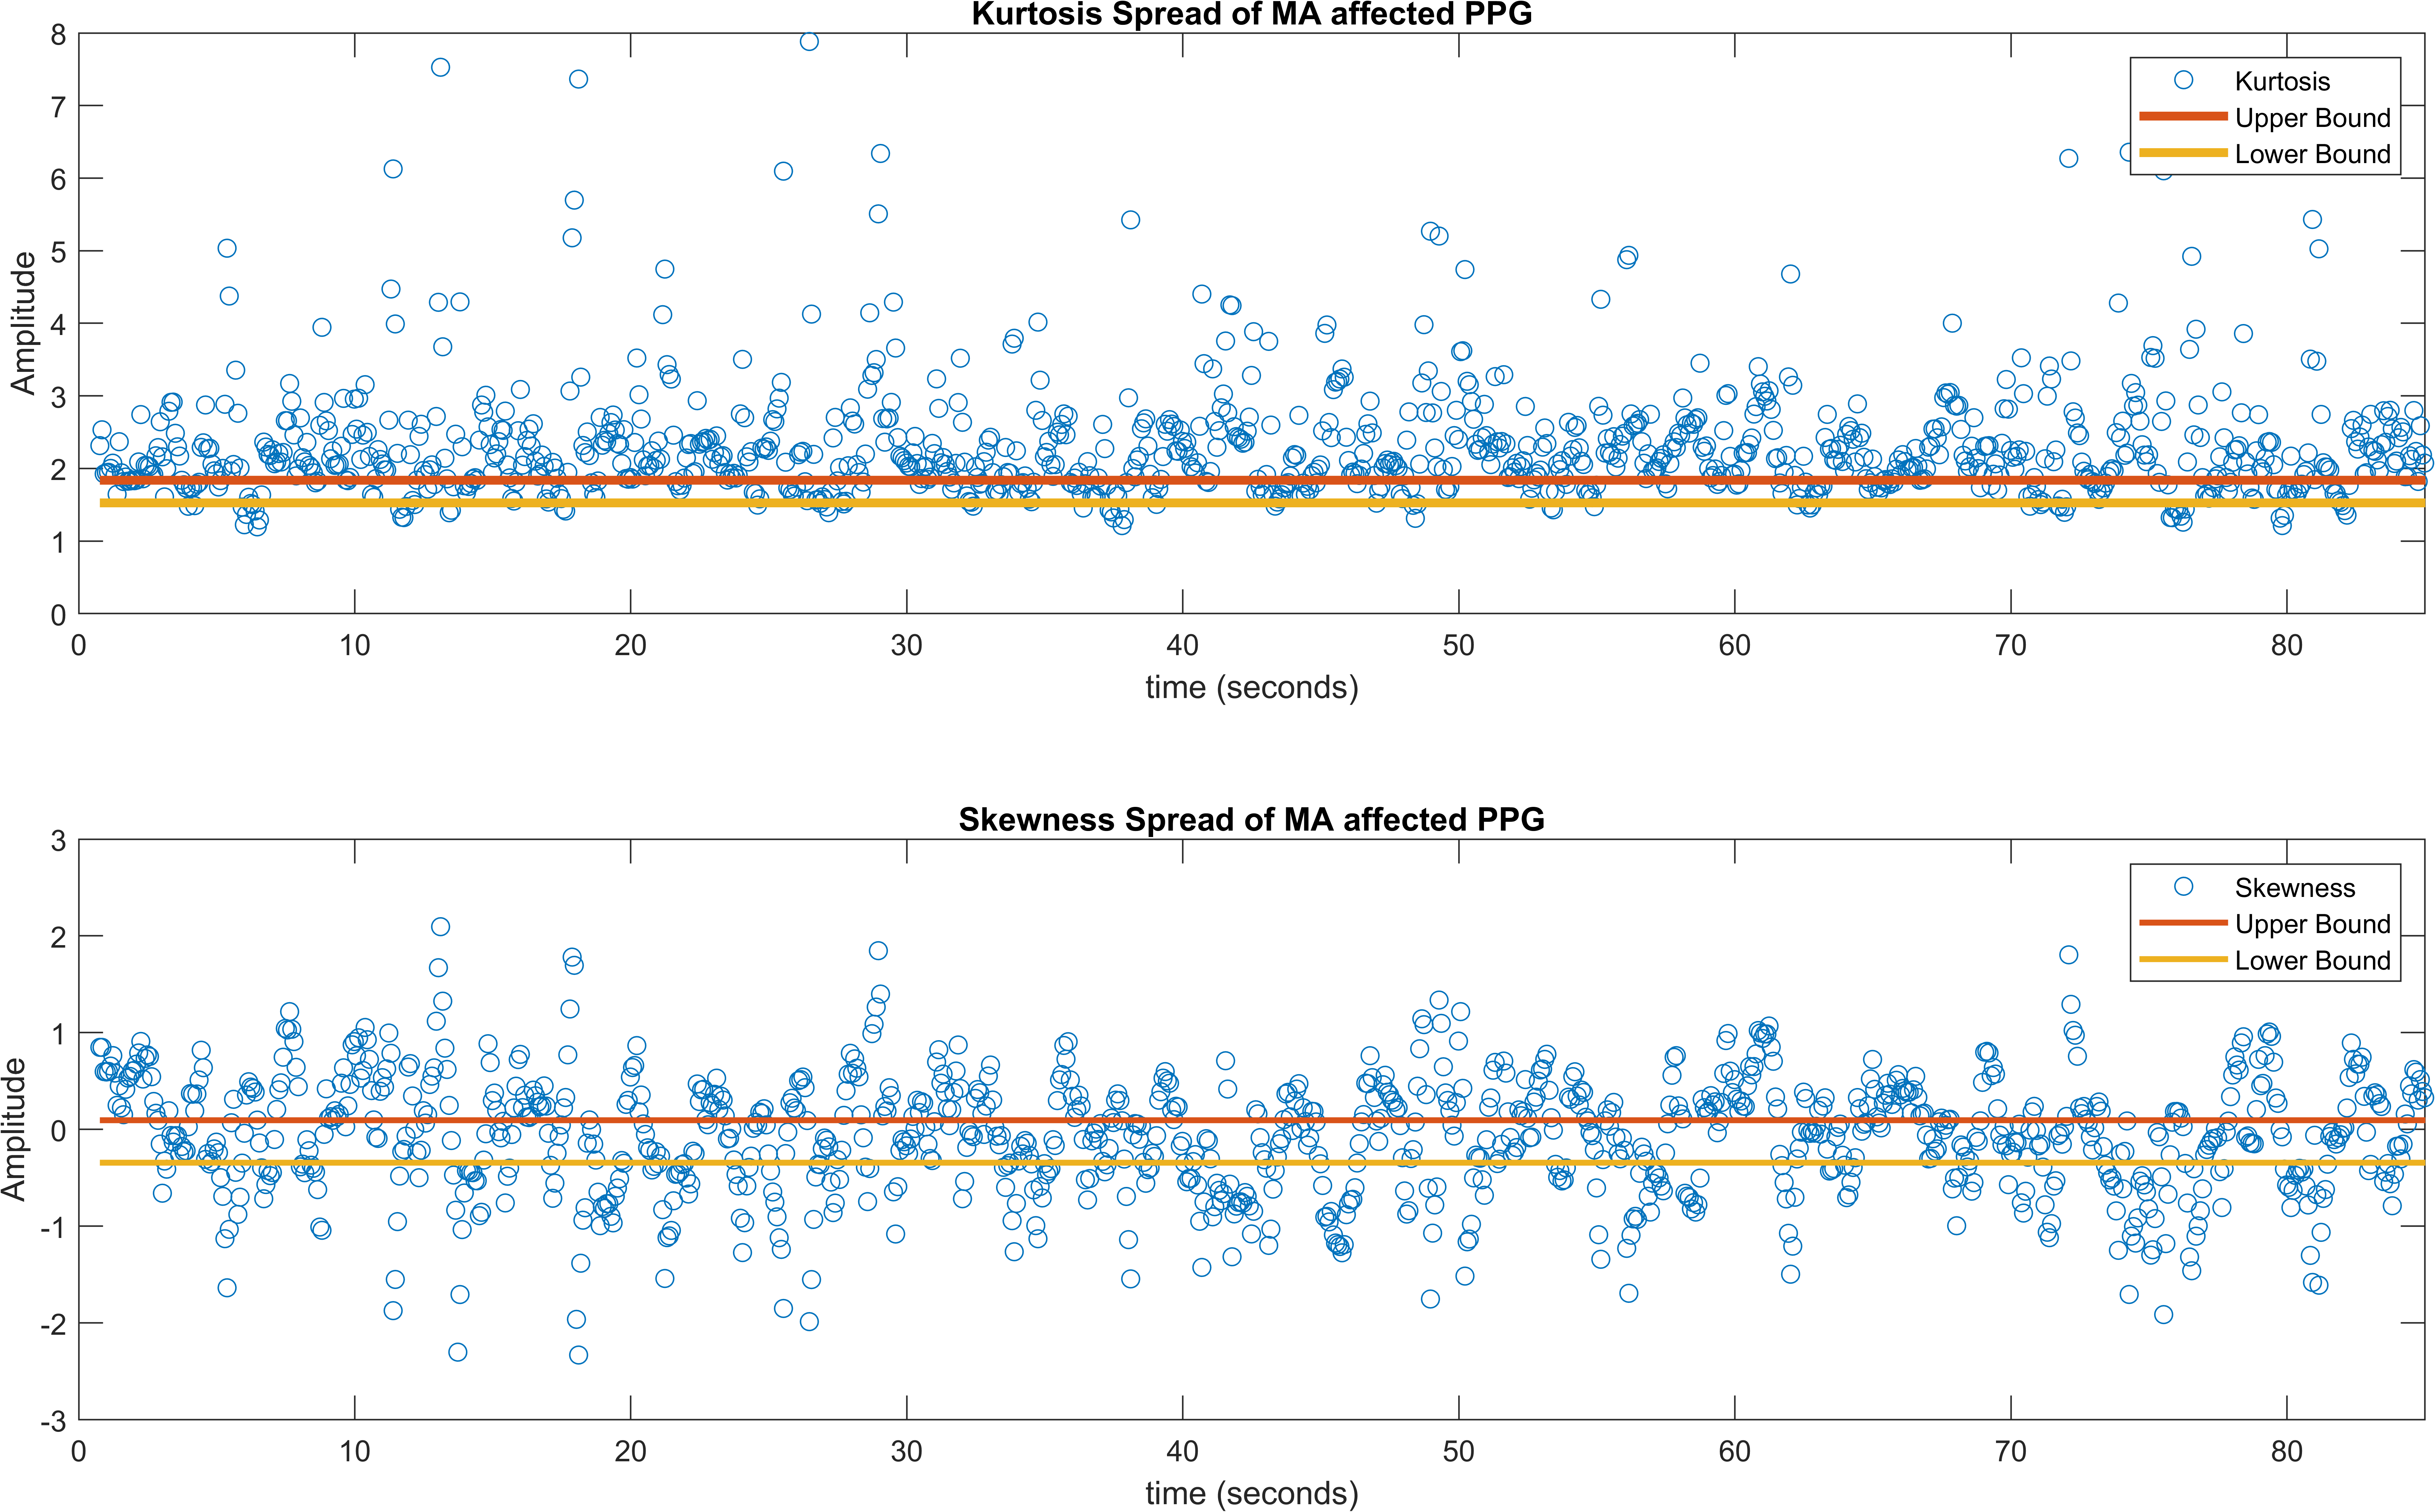 Kurtosis Spread of MA affected PPG
8
7
6
5
4
3
2
1
0
Amplitude
Kurtosis
Upper Bound
Lower Bound
0 10 20 30 40 50 60 70 80
time (seconds)
Skewness Spread of MA affected PPG
3
2
1
0
-1
-2
-3
Amplitude
Skewness
Upper Bound
Lower Bound
0 10 20 30 40 50 60 70 80
time (seconds)